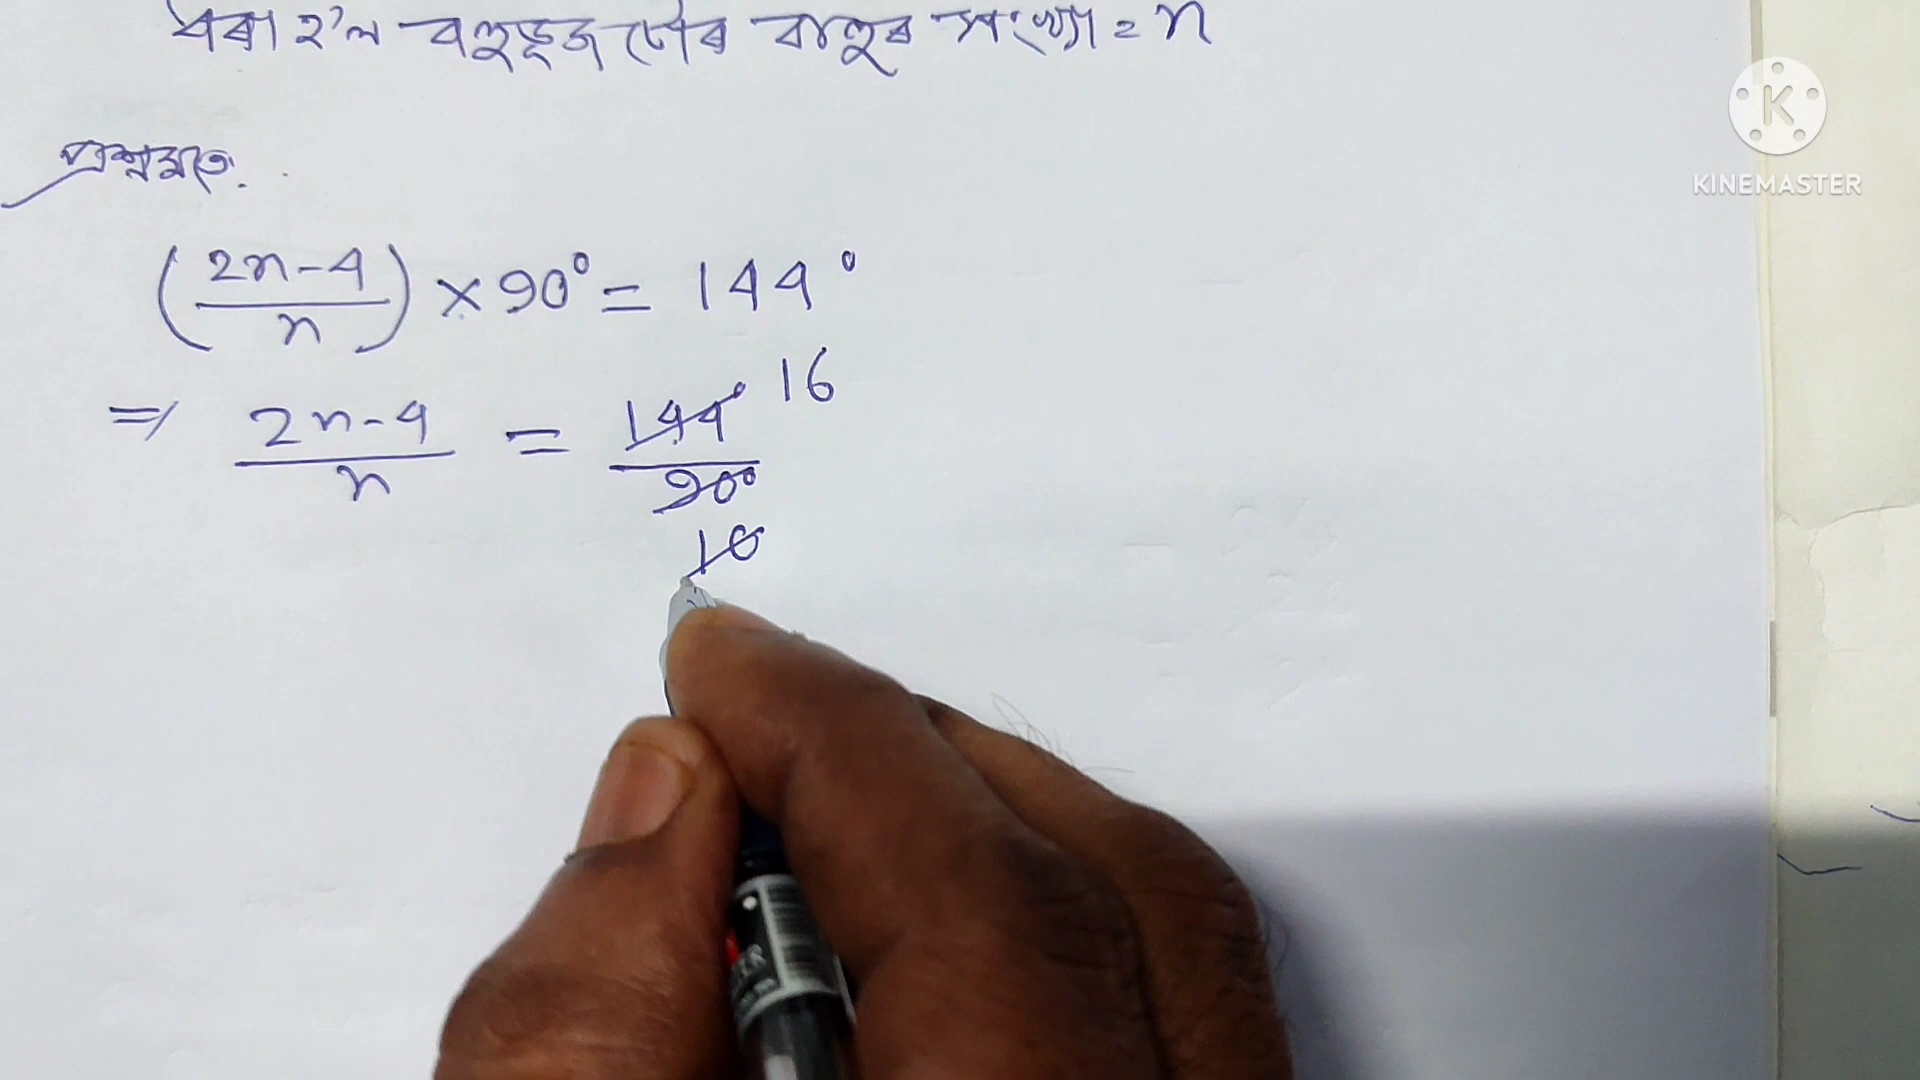 ধৰা হ'ল বহুভূজটোৰ বাহুৰ সংখ্যা = n
প্ৰশ্নমতে.
(2n-4/n) × 90° = 144°
⇒ 2n-4/n = 144°/90° 16
10
K
KINEMASTER